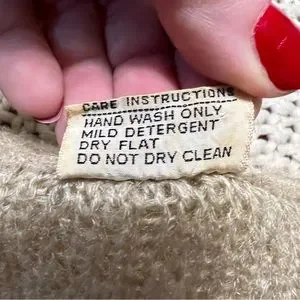 CARE INSTRUCTIONS
HAND WASH ONLY
MILD DETERGENT
DRY FLAT
DO NOT DRY CLEAN